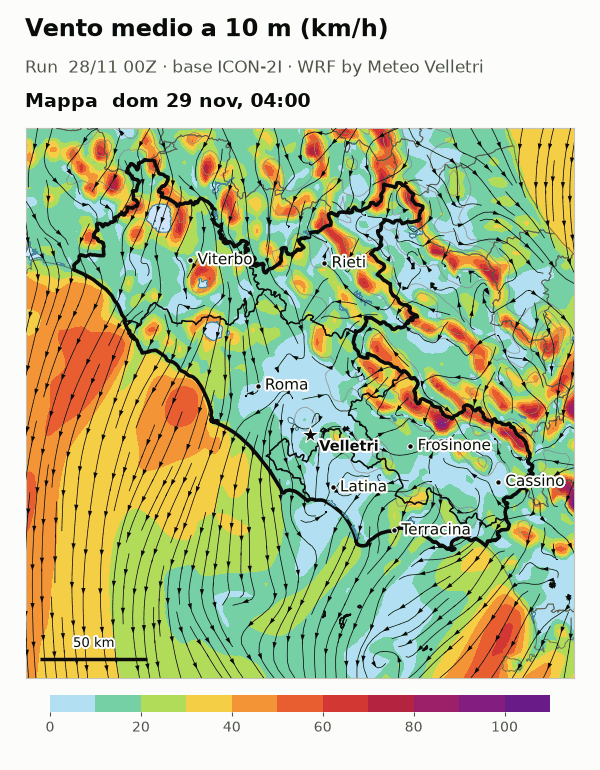 Vento medio a 10 m (km/h)
Run  28/11 00Z · base ICON-2I · WRF by Meteo Velletri
Mappa  dom 29 nov, 04:00
Viterbo
Rieti
Roma
Velletri
Frosinone
Cassino
Latina
Terracina
50 km
0 20 40 60 80 100